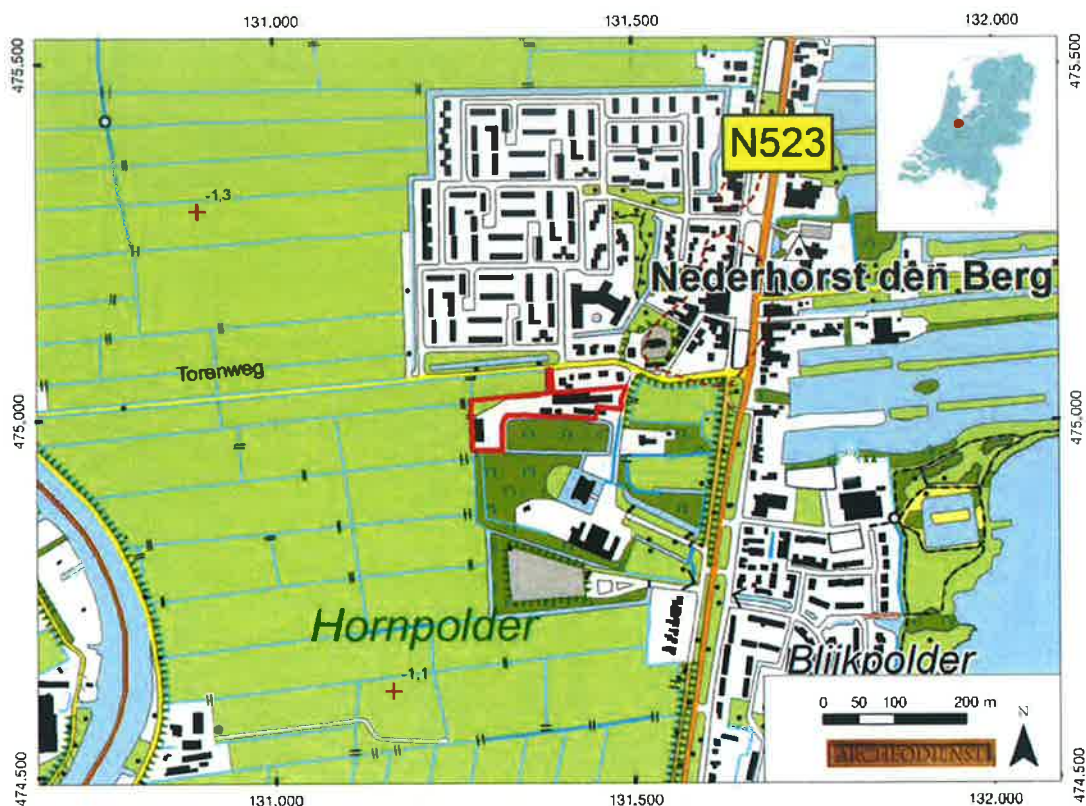 131.000 131.500 132.000
475.500 475.500
N523
-1,3
Nederhorst den Berg
Torenweg
475.000 475.000
Hornpolder
Blijkpolder
-1,1
0 50 100 200 m
N
ARCHEODIENST
474.500 474.500
131.000 131.500 132.000